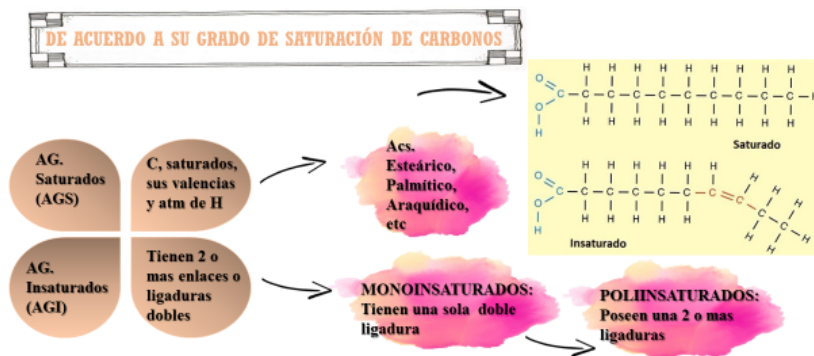 DE ACUERDO A SU GRADO DE SATURACIÓN DE CARBONOS
AG.
Saturados
(AGS)
C, saturados,
sus valencias
y atm de H
Acs.
Esteárico,
Palmítico,
Araquídico,
etc
AG.
Insaturados
(AGI)
Tienen 2 o
mas enlaces o
ligaduras
dobles
MONOINSATURADOS:
Tienen una sola doble
ligadura
POLIINSATURADOS:
Poseen una 2 o mas
ligaduras
H H H H H H H H H
O
C C C C C C C C C C H
O
H H H H H H H H H
H
Saturado
H H H H H H H
O
C C C C C C C C H
O
C H
H H H H H C
H
H H
Insaturado